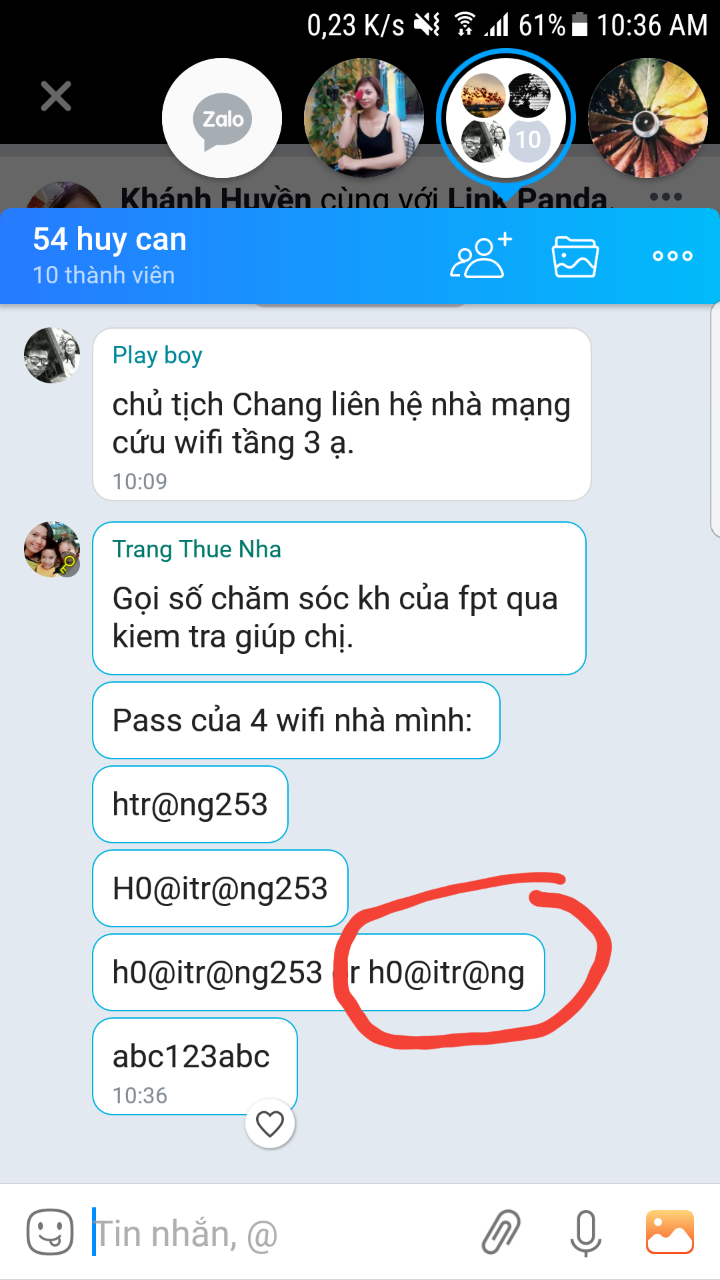 0,23 K/s 61% 10:36 AM
Zalo
10
Khánh Huyền cùng với Link Panda.
54 huy can
10 thành viên
Play boy
chủ tịch Chang liên hệ nhà mạng
cứu wifi tầng 3 ạ.
10:09
Trang Thue Nha
Gọi số chăm sóc kh của fpt qua
kiem tra giúp chị.
Pass của 4 wifi nhà mình:
htr@ng253
H0@itr@ng253
h0@itr@ng253 or h0@itr@ng
abc123abc
10:36
Tin nhắn, @